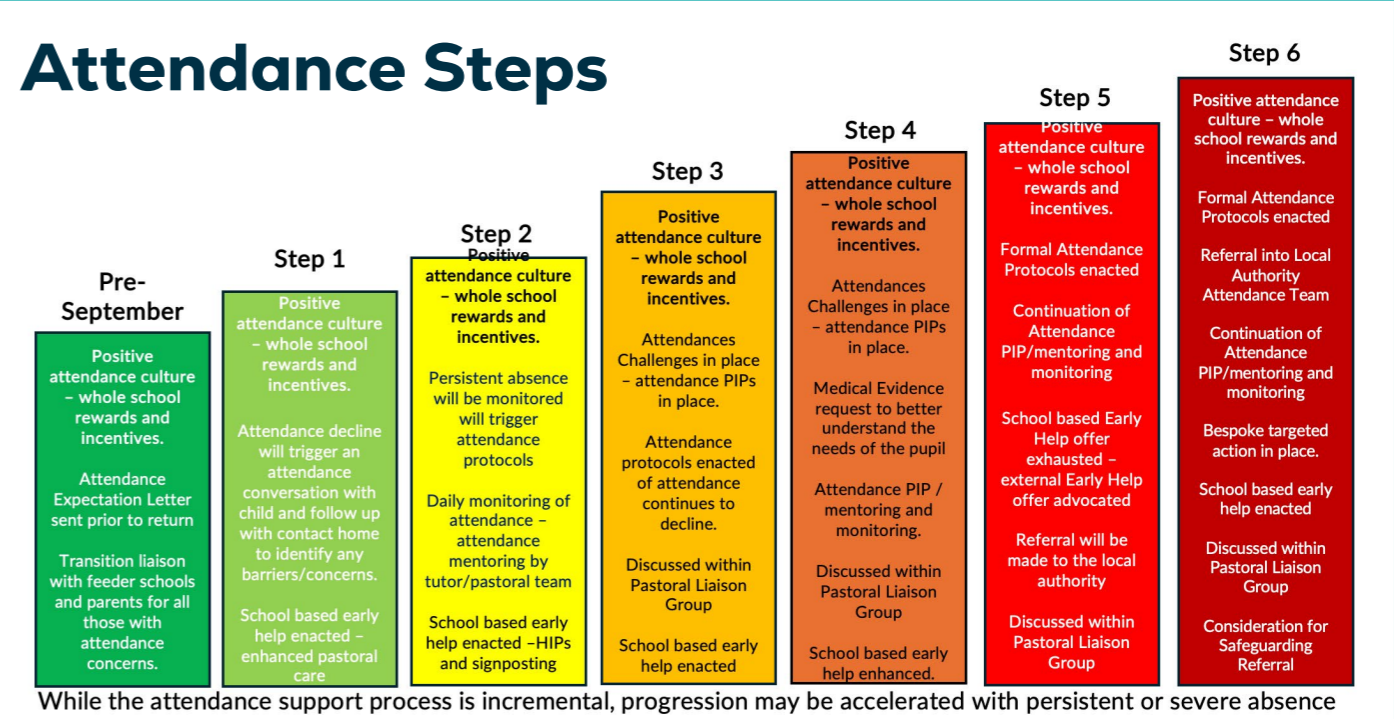 Attendance Steps
Pre-
September
Positive
attendance culture
– whole school
rewards and
incentives.
Attendance
Expectation Letter
sent prior to return
Transition liaison
with feeder schools
and parents for all
those with
attendance
concerns.
Step 1
Positive
attendance culture
– whole school
rewards and
incentives.
Attendance decline
will trigger an
attendance
conversation with
child and follow up
with contact home
to identify any
barriers/concerns.
School based early
help enacted –
enhanced pastoral
care
Step 2
Positive
attendance culture
– whole school
rewards and
incentives.
Persistent absence
will be monitored
will trigger
attendance
protocols
Daily monitoring of
attendance –
attendance
mentoring by
tutor/pastoral team
School based early
help enacted –HIPs
and signposting
Step 3
Positive
attendance culture
– whole school
rewards and
incentives.
Attendances
Challenges in place
– attendance PIPs
in place.
Attendance
protocols enacted
of attendance
continues to
decline.
Discussed within
Pastoral Liaison
Group
School based early
help enacted
Step 4
Positive
attendance culture
– whole school
rewards and
incentives.
Attendances
Challenges in place
– attendance PIPs
in place.
Medical Evidence
request to better
understand the
needs of the pupil
Attendance PIP /
mentoring and
monitoring.
Discussed within
Pastoral Liaison
Group
School based early
help enhanced.
Step 5
Positive
attendance culture
– whole school
rewards and
incentives.
Formal Attendance
Protocols enacted
Continuation of
Attendance
PIP/mentoring and
monitoring
School based Early
Help offer
exhausted –
external Early Help
offer advocated
Referral will be
made to the local
authority
Discussed within
Pastoral Liaison
Group
Step 6
Positive attendance
culture – whole
school rewards and
incentives.
Formal Attendance
Protocols enacted
Referral into Local
Authority
Attendance Team
Continuation of
Attendance
PIP/mentoring and
monitoring
Bespoke targeted
action in place.
School based early
help enacted
Discussed within
Pastoral Liaison
Group
Consideration for
Safeguarding
Referral
While the attendance support process is incremental, progression may be accelerated with persistent or severe absence